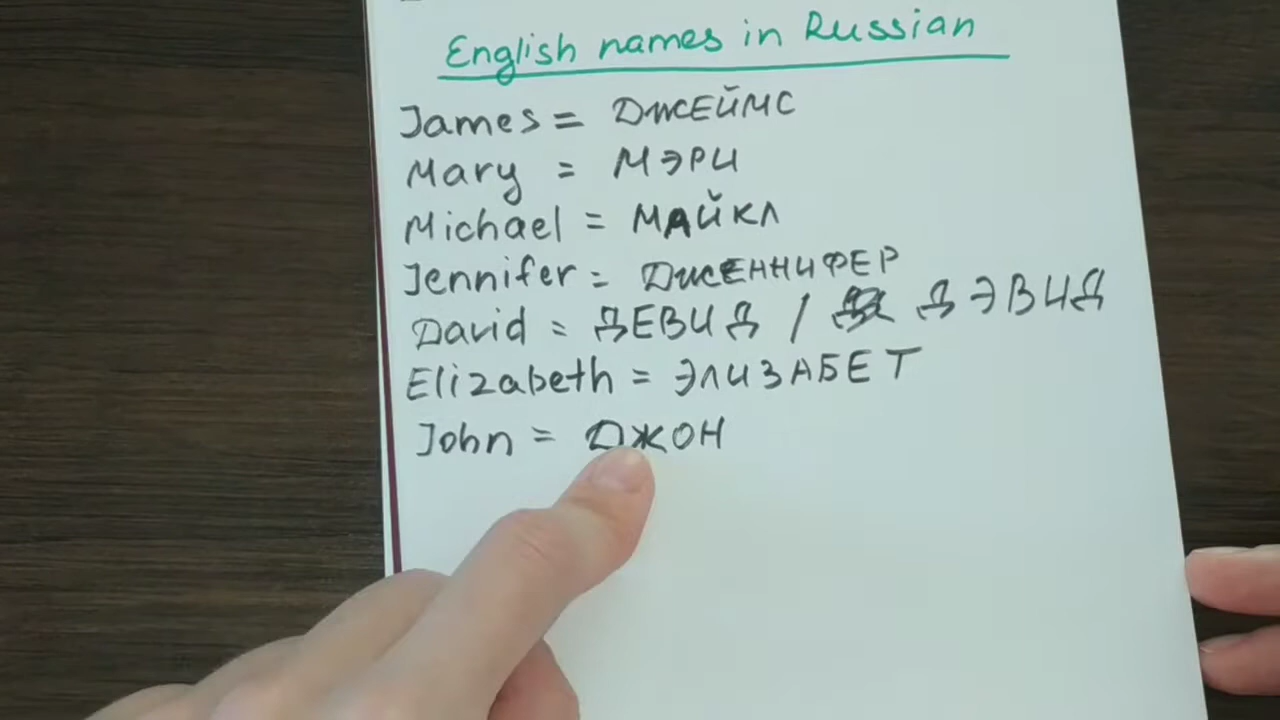 English names in Russian
James = ДЖЕЙМС
Mary = МЭРИ
Michael = МАЙКЛ
Jennifer = ДЖЕННИФЕР
David = ДЕВИД / ДЭВИД
Elizabeth = ЭЛИЗАБЕТ
John = ДЖОН